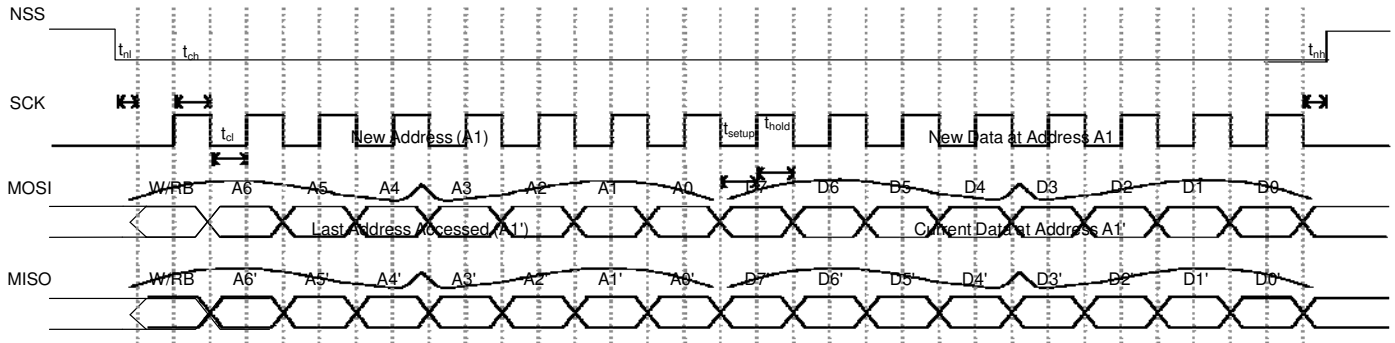 NSS
t_nl t_ch t_nh
SCK
t_cl New Address (A1) t_setup t_hold New Data at Address A1
MOSI W/RB A6 A5 A4 A3 A2 A1 A0 D7 D6 D5 D4 D3 D2 D1 D0
Last Address Accessed (A1') Current Data at Address A1'
MISO W/RB A6' A5' A4' A3' A2' A1' A0' D7' D6' D5' D4' D3' D2' D1' D0'